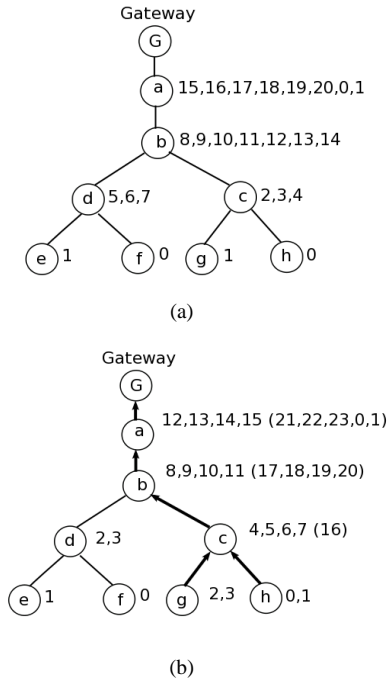 Gateway
G
a 15,16,17,18,19,20,0,1
b 8,9,10,11,12,13,14
d 5,6,7 c 2,3,4
e 1 f 0 g 1 h 0
(a)
Gateway
G
a 12,13,14,15 (21,22,23,0,1)
b 8,9,10,11 (17,18,19,20)
d 2,3 c 4,5,6,7 (16)
e 1 f 0 g 2,3 h 0,1
(b)